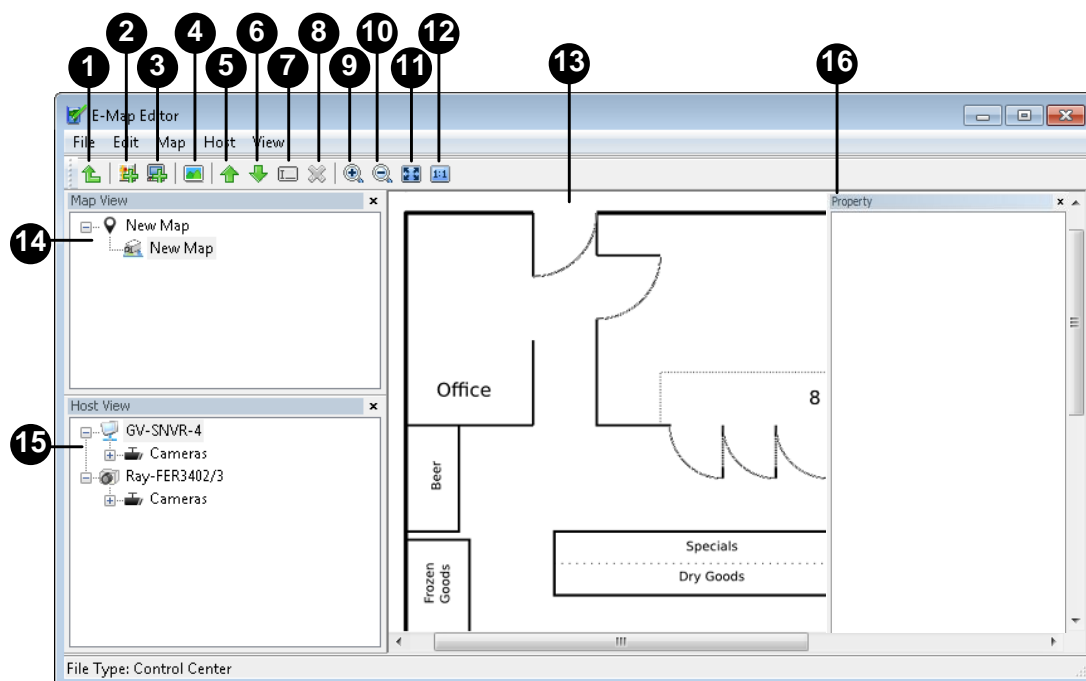 2
4
6
8
10
12
1
3
5
7
9
11
13
16
E-Map Editor
File Edit Map Host View
1:1
Map View
Property
14
New Map
New Map
Office
8
Host View
15
GV-SNVR-4
Cameras
Ray-FER3402/3
Cameras
Beer
Specials
Dry Goods
Frozen
Goods
File Type: Control Center